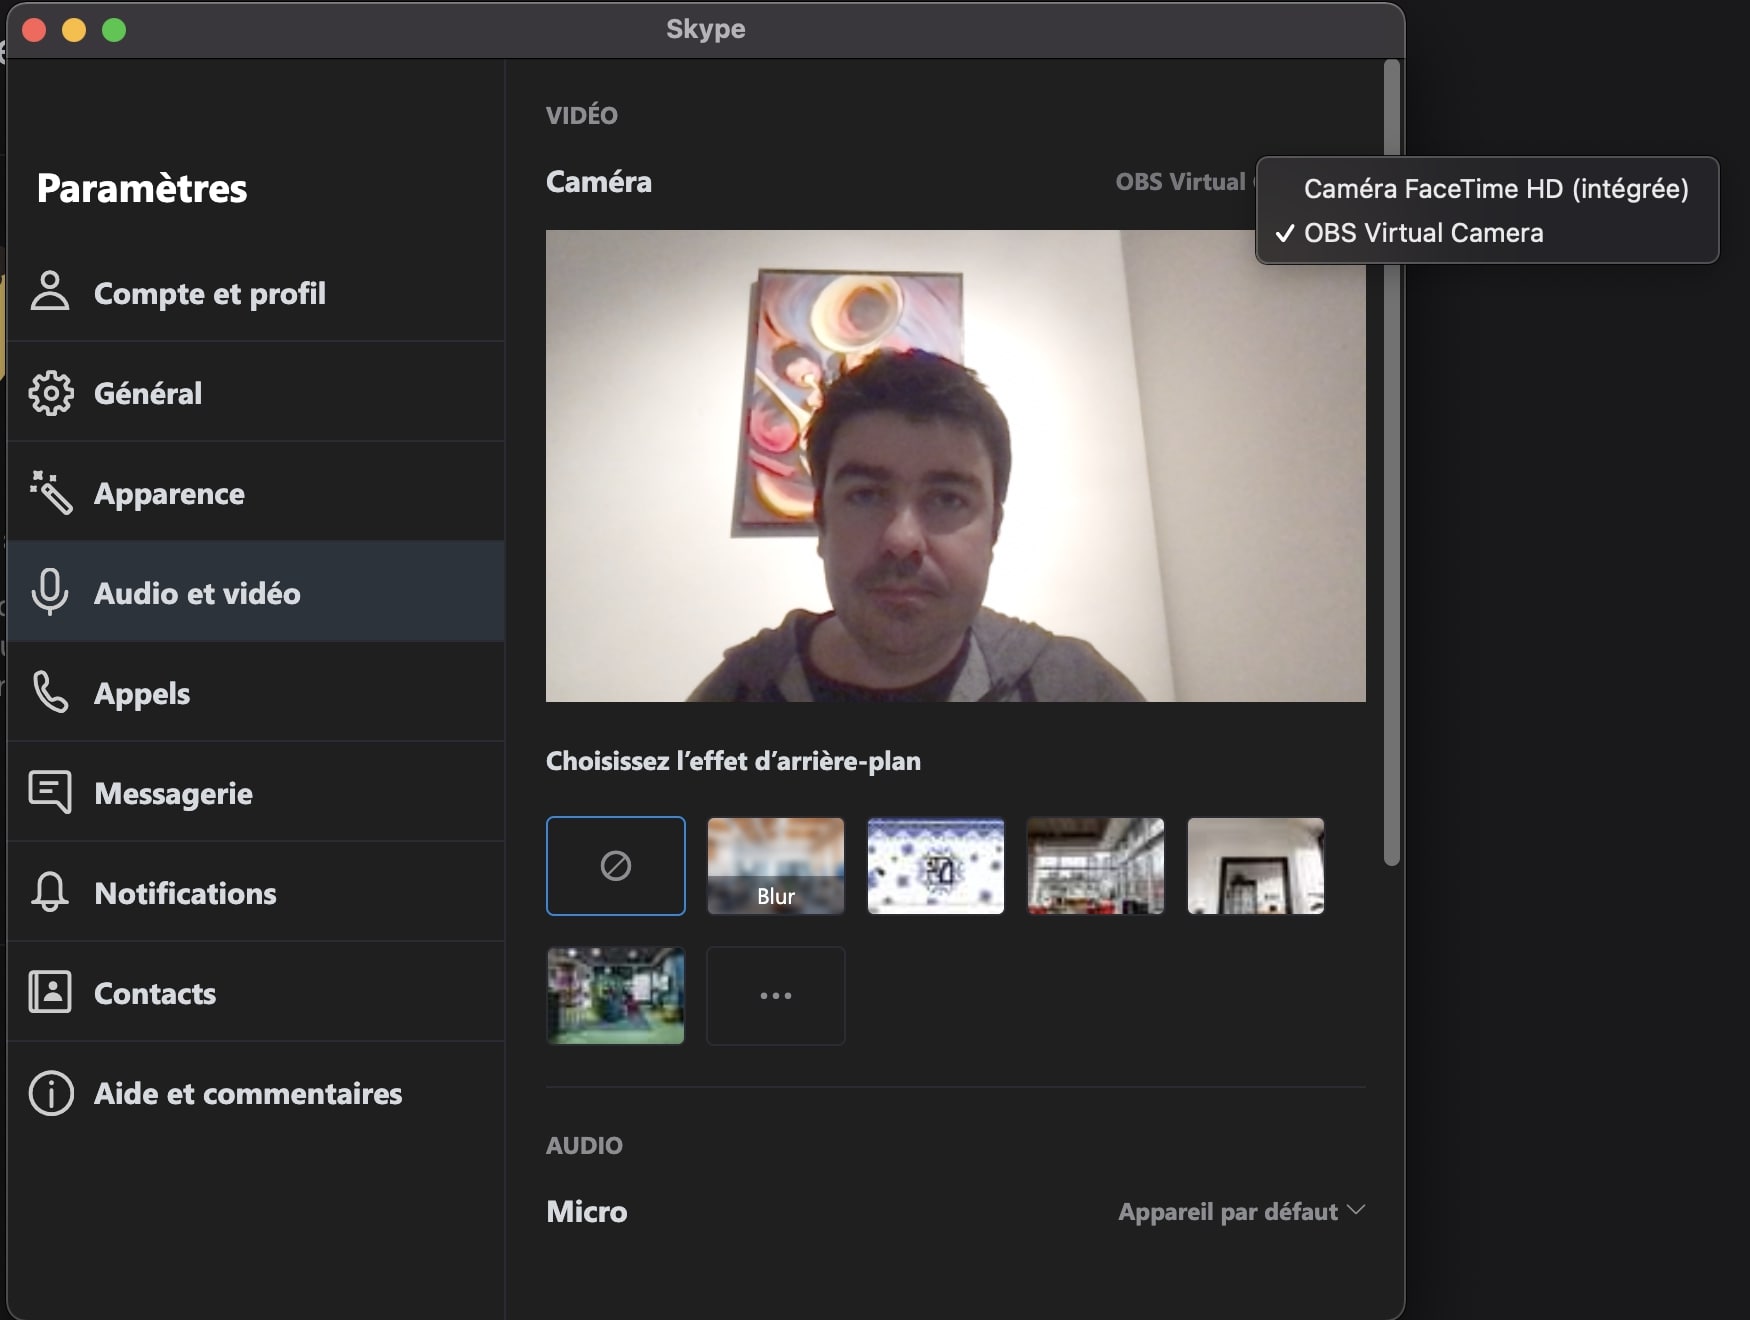 Skype
Paramètres
Compte et profil
Général
Apparence
Audio et vidéo
Appels
Messagerie
Notifications
Contacts
Aide et commentaires
VIDÉO
Caméra
OBS Virtual
Caméra FaceTime HD (intégrée)
✓ OBS Virtual Camera
Choisissez l’effet d’arrière-plan
Blur
AUDIO
Micro
Appareil par défaut